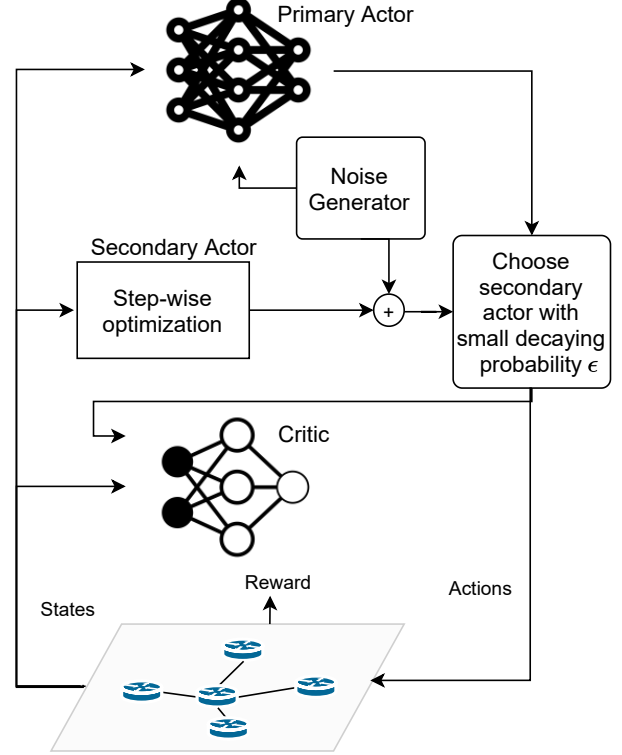 Primary Actor
Noise
Generator
Secondary Actor
Step-wise
optimization
+
Choose
secondary
actor with
small decaying
probability ϵ
Critic
Reward
States
Actions